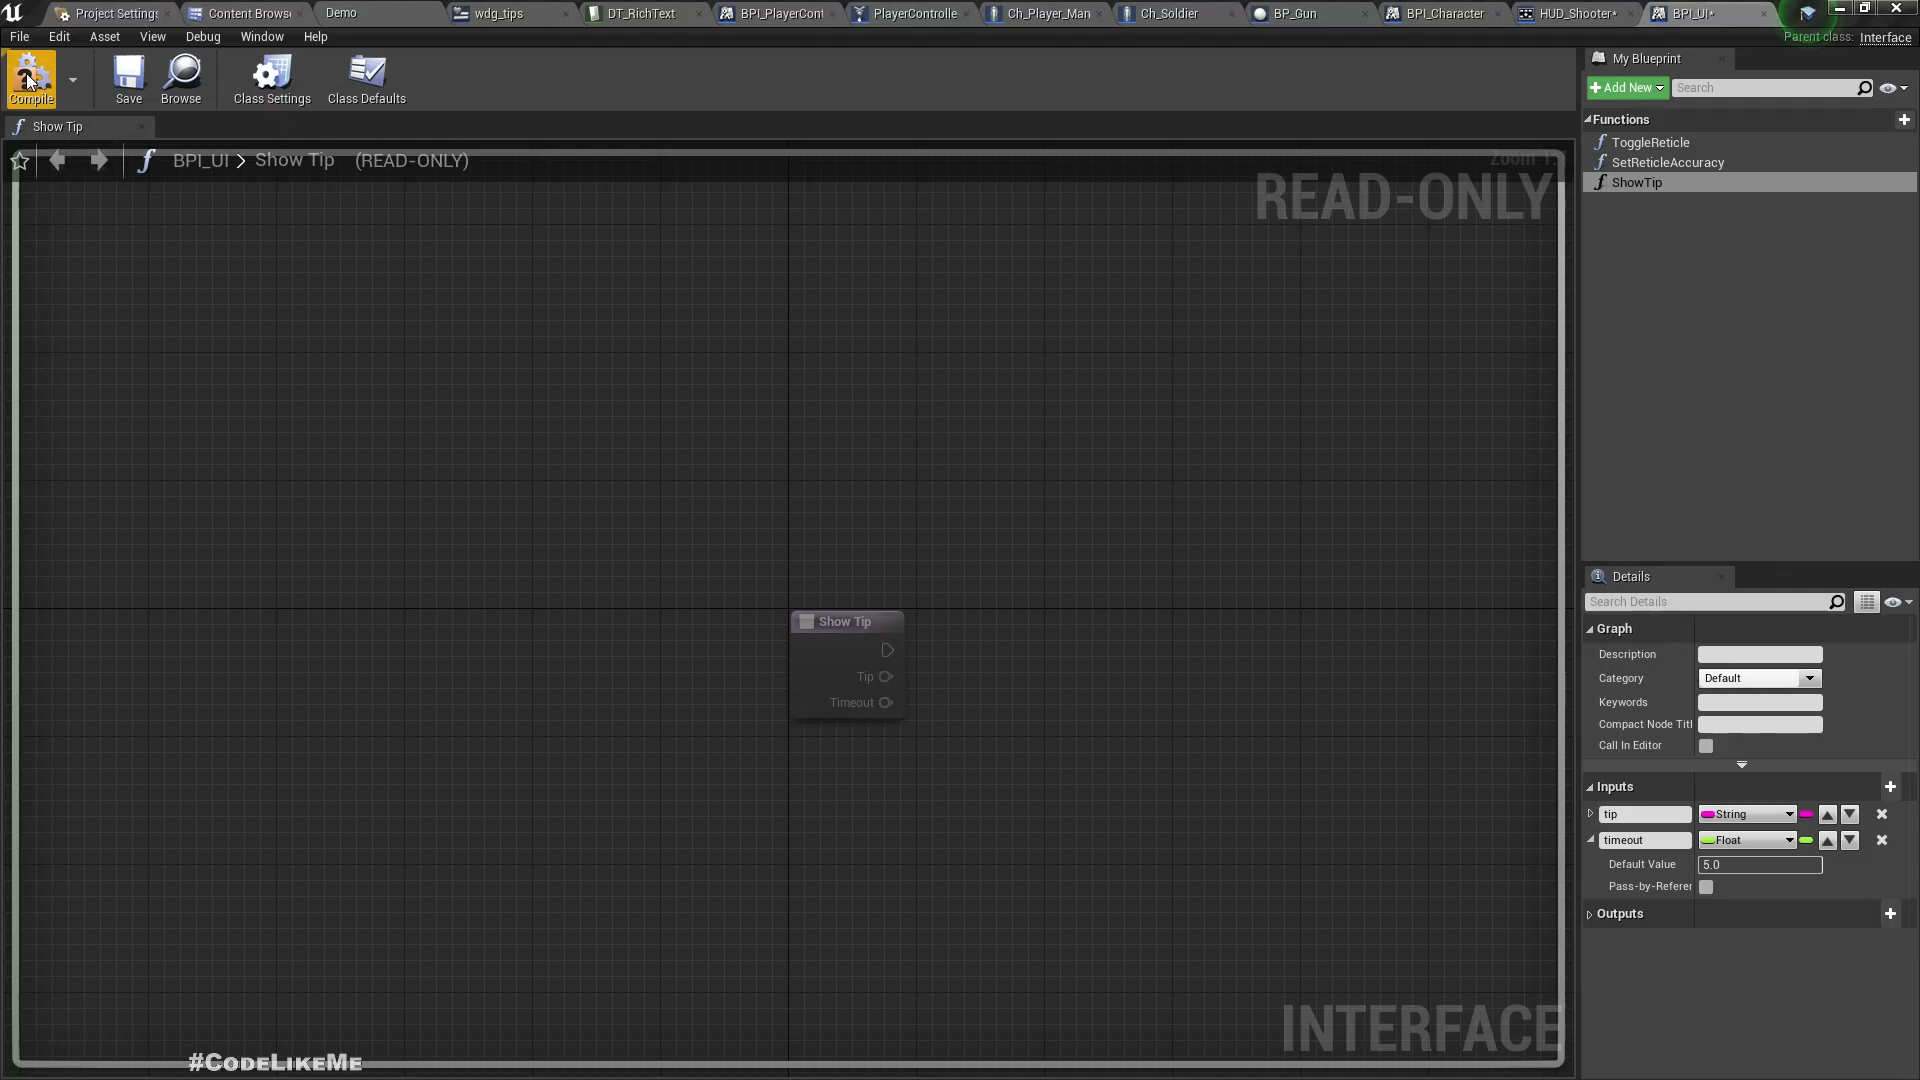 Project Settings
Content Browse
Demo
wdg_tips
DT_RichText
BPI_PlayerCont
PlayerControlle
Ch_Player_Man
Ch_Soldier
BP_Gun
BPI_Character
HUD_Shooter*
BPI_UI*
File Edit Asset View Window Debug Window Help
Parent class: Interface
Compile
Save
Browse
Class Settings
Class Defaults
My Blueprint
Add New
Search
Show Tip
BPI_UI > Show Tip (READ-ONLY)
READ-ONLY
Functions
ToggleReticle
SetReticleAccuracy
ShowTip
Show Tip
Tip
Timeout
Details
Search Details
Graph
Description
Category Default
Keywords
Compact Node Titl
Call In Editor
Inputs
tip String
timeout Float
Default Value 5.0
Pass-by-Referer
Outputs
INTERFACE
#CodeLikeMe